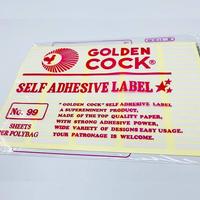 GOLDEN
COCK®
SELF ADHESIVE LABEL
No. 99
SHEETS
PER POLYBAG
"GOLDEN COCK" SELF ADHESIVE LABEL
A SUPEREMINENT PRODUCT,
MADE OF THE TOP QUALITY PAPER,
WITH STRONG ADHESIVE POWER,
WIDE VARIETY OF DESIGNS EASY USAGE.
YOUR PATRONAGE IS WELCOME.